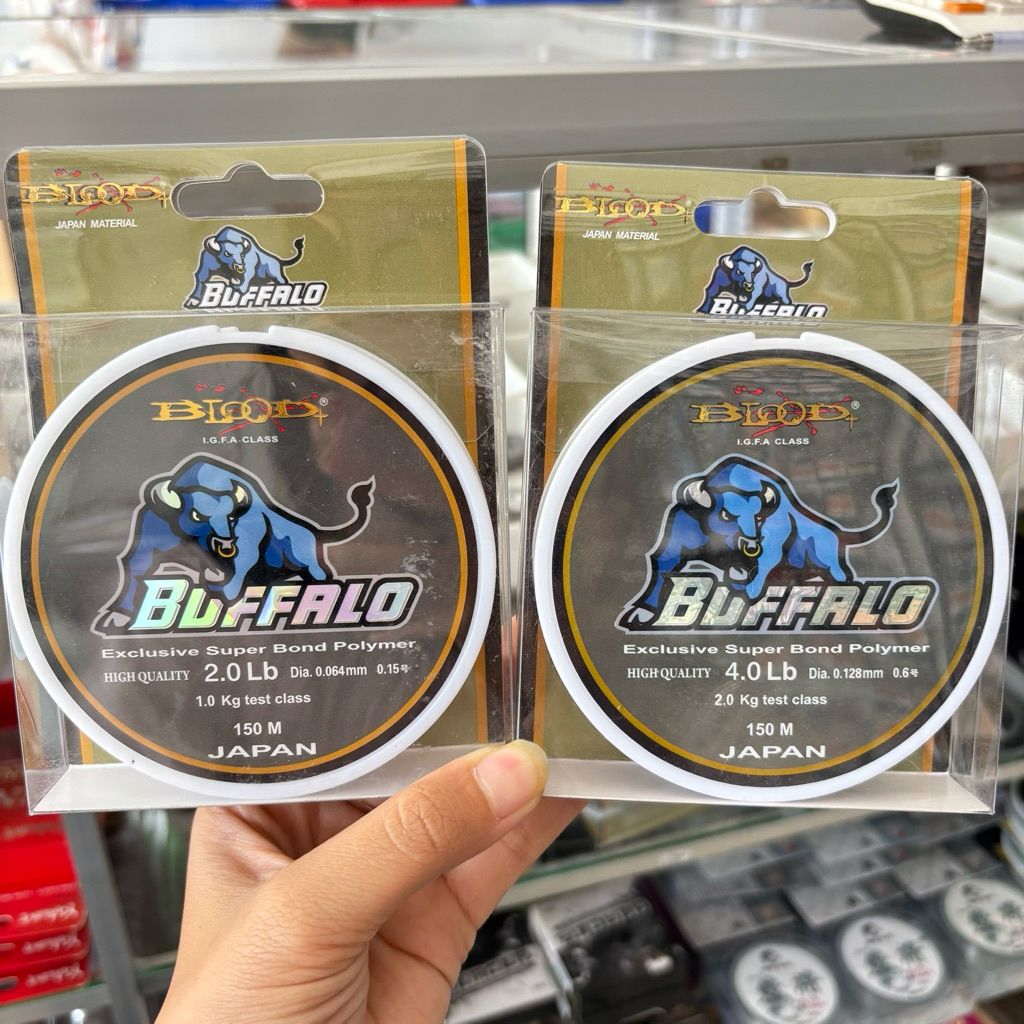 BLOOD
JAPAN MATERIAL
BUFFALO
BLOOD®
I.G.F.A CLASS
BUFFALO
Exclusive Super Bond Polymer
HIGH QUALITY 2.0 Lb Dia. 0.064mm 0.15号
1.0 Kg test class
150 M
JAPAN
BLOOD
JAPAN MATERIAL
BUFFALO
BLOOD®
I.G.F.A CLASS
BUFFALO
Exclusive Super Bond Polymer
HIGH QUALITY 4.0 Lb Dia. 0.128mm 0.6号
2.0 Kg test class
150 M
JAPAN